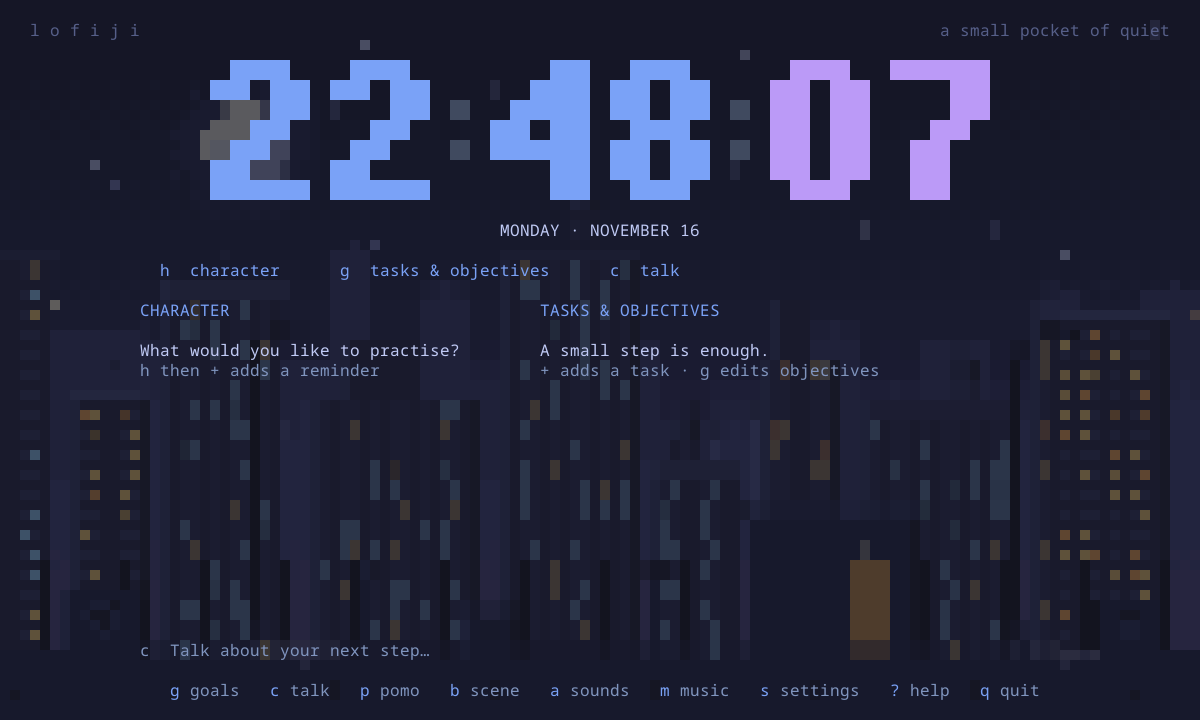 lofiji
a small pocket of quiet
22:48:07
MONDAY · NOVEMBER 16
h character g tasks & objectives c talk
CHARACTER
What would you like to practise?
h then + adds a reminder
TASKS & OBJECTIVES
A small step is enough.
+ adds a task · g edits objectives
c Talk about your next step…
g goals c talk p pomo b scene a sounds m music s settings ? help q quit